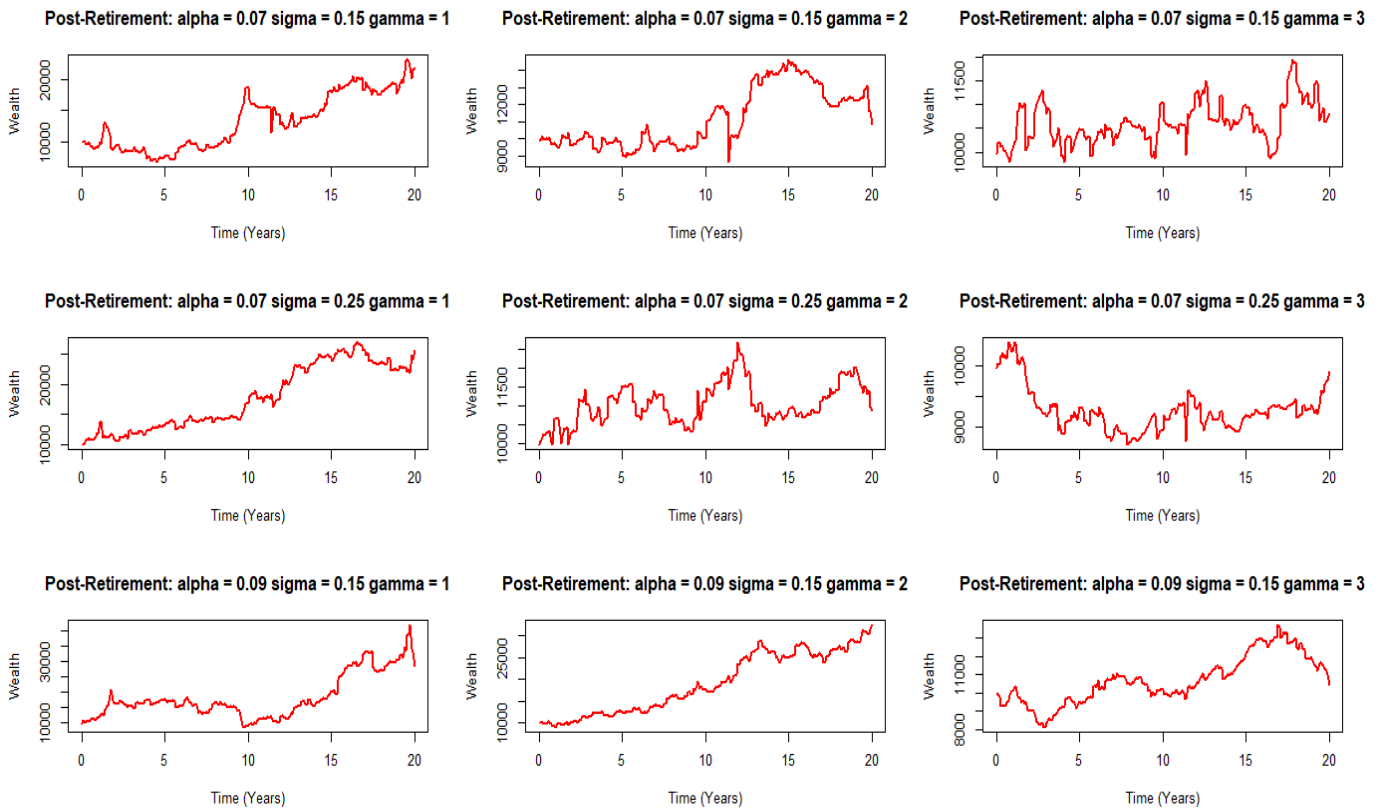 Post-Retirement: alpha = 0.07 sigma = 0.15 gamma = 1
Wealth
20000
10000
0 5 10 15 20
Time (Years)
Post-Retirement: alpha = 0.07 sigma = 0.15 gamma = 2
Wealth
12000
9000
0 5 10 15 20
Time (Years)
Post-Retirement: alpha = 0.07 sigma = 0.15 gamma = 3
Wealth
11500
10000
0 5 10 15 20
Time (Years)
Post-Retirement: alpha = 0.07 sigma = 0.25 gamma = 1
Wealth
20000
10000
0 5 10 15 20
Time (Years)
Post-Retirement: alpha = 0.07 sigma = 0.25 gamma = 2
Wealth
11500
10000
0 5 10 15 20
Time (Years)
Post-Retirement: alpha = 0.07 sigma = 0.25 gamma = 3
Wealth
10000
9000
0 5 10 15 20
Time (Years)
Post-Retirement: alpha = 0.09 sigma = 0.15 gamma = 1
Wealth
30000
10000
0 5 10 15 20
Time (Years)
Post-Retirement: alpha = 0.09 sigma = 0.15 gamma = 2
Wealth
25000
10000
0 5 10 15 20
Time (Years)
Post-Retirement: alpha = 0.09 sigma = 0.15 gamma = 3
Wealth
11000
8000
0 5 10 15 20
Time (Years)